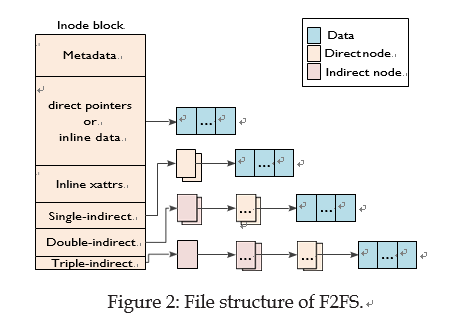 Inode block
Metadata
direct pointers
or
inline data
Inline xattrs
Single-indirect
Double-indirect
Triple-indirect
...
...
... ...
... ... ...
Data
Direct node
Indirect node
Figure 2: File structure of F2FS.